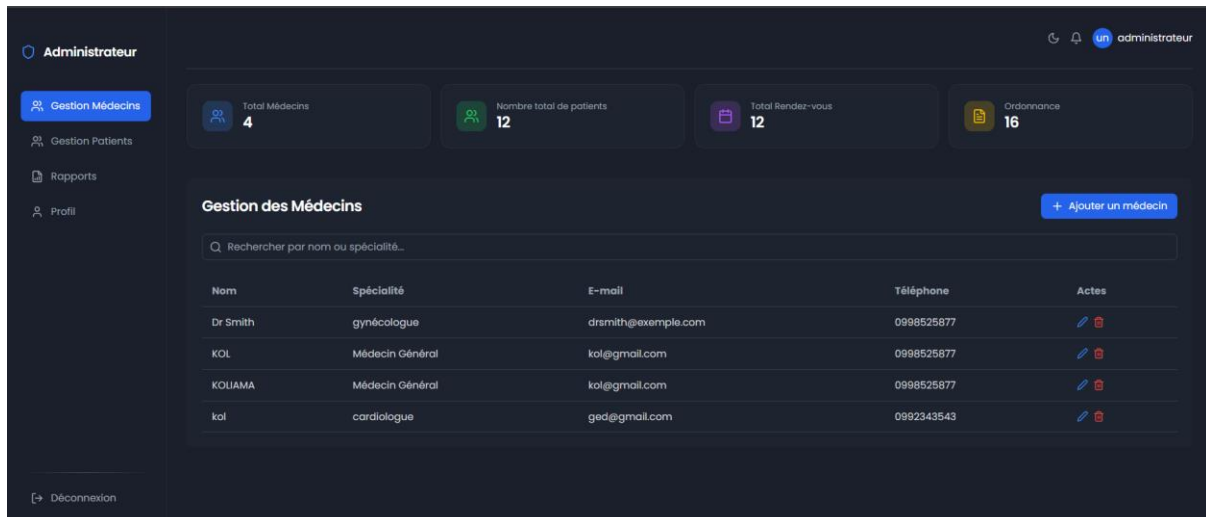 Administrateur
un administrateur
Gestion Médecins
Gestion Patients
Rapports
Profil
Déconnexion
Total Médecins
4
Nombre total de patients
12
Total Rendez-vous
12
Ordonnance
16
Gestion des Médecins
+ Ajouter un médecin
Rechercher par nom ou spécialité...
Nom Spécialité E-mail Téléphone Actes
Dr Smith gynécologue drsmith@exemple.com 0998525877
KOL Médecin Général kol@gmail.com 0998525877
KOLIAMA Médecin Général kol@gmail.com 0998525877
kol cardiologue ged@gmail.com 0992343543